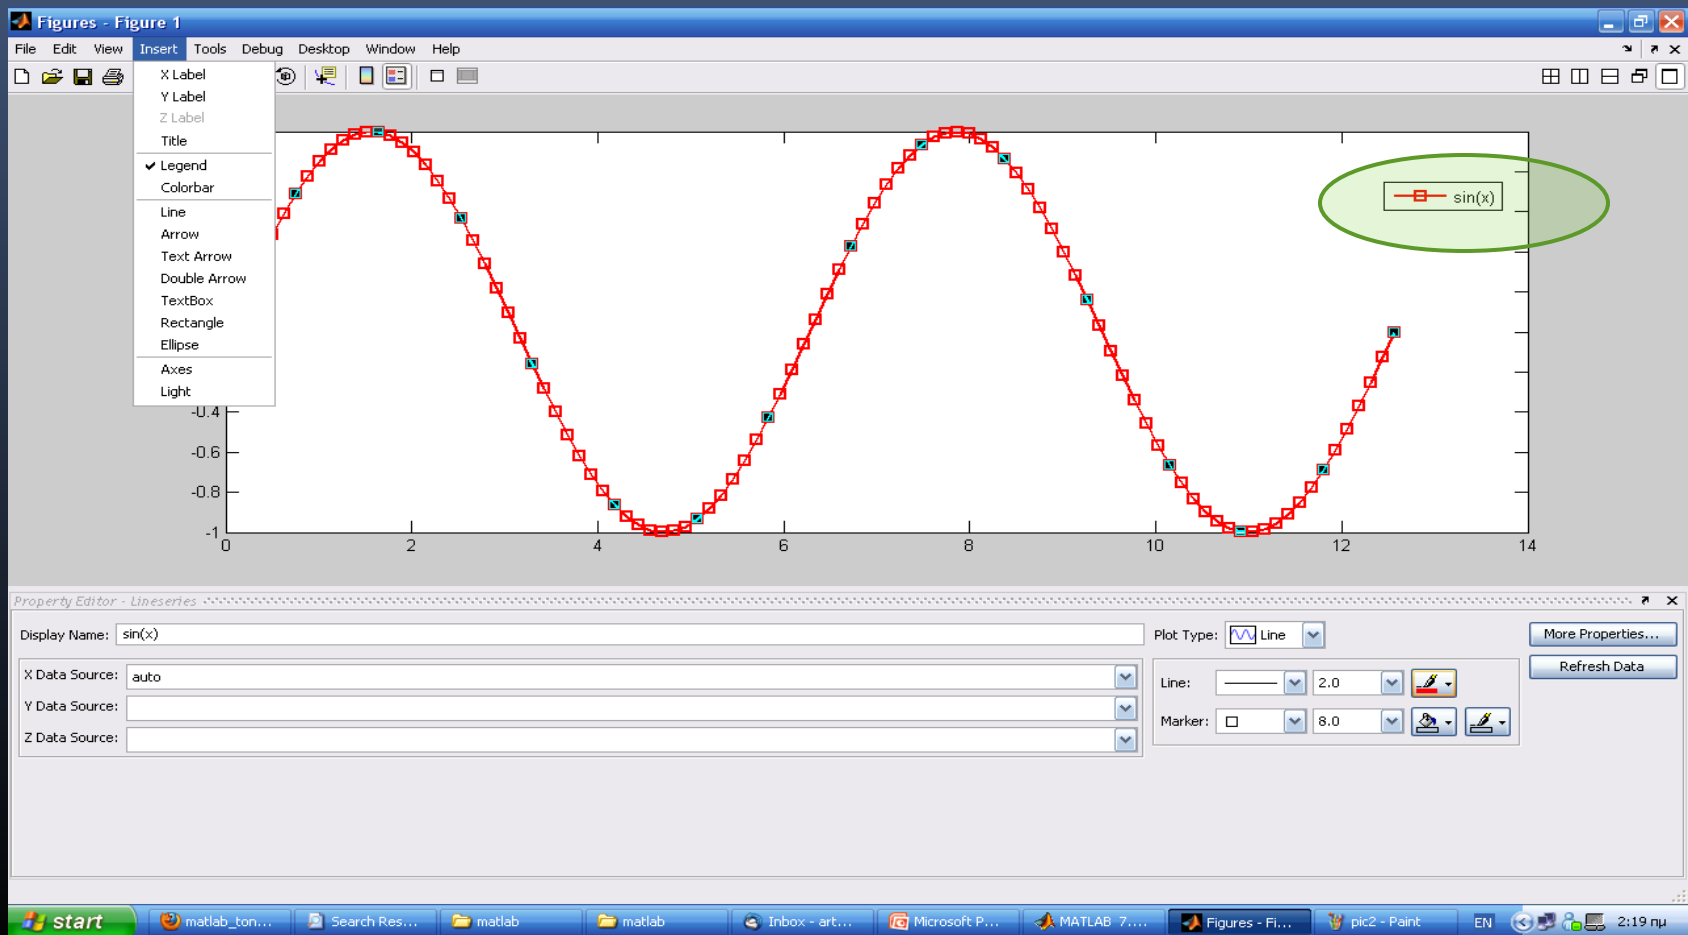 Figures - Figure 1
File Edit View Insert Tools Debug Desktop Window Help
X Label
Y Label
Z Label
Title
Legend
Colorbar
Line
Arrow
Text Arrow
Double Arrow
TextBox
Rectangle
Ellipse
Axes
Light
sin(x)
-0.4
-0.6
-0.8
-1
0 2 4 6 8 10 12 14
Property Editor - Lineseries
Display Name: sin(x)
Plot Type: Line
More Properties...
Refresh Data
X Data Source: auto
Y Data Source:
Z Data Source:
Line: 2.0
Marker: 8.0
start matlab_ton... Search Res... matlab matlab Inbox - art... Microsoft P... MATLAB 7.... Figures - Fi... pic2 - Paint EN 2:19 πμ